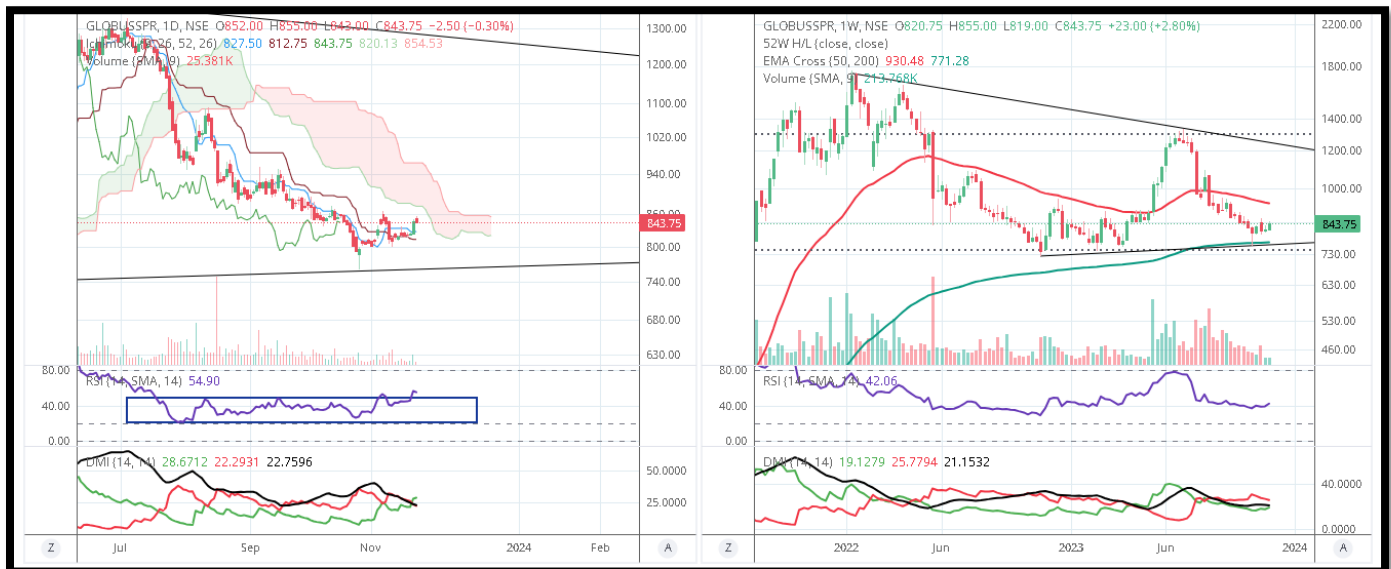 GLOBUSSPR, 1D, NSE O852.00 H855.00 L843.00 C843.75 −2.50 (−0.30%)
26, 52, 26) 827.50 812.75 843.75 820.13 854.53
Volume (SMA, 9) 25.381K
1300.00
1200.00
1100.00
1020.00
940.00
843.75
800.00
740.00
680.00
630.00
80.00
RSI (14, SMA, 14) 54.90
40.00
0.00
DMI (14, 14) 28.6712 22.2931 22.7596
50.0000
25.0000
Z Jul Sep Nov 2024 Feb A
GLOBUSSPR, 1W, NSE O820.75 H855.00 L819.00 C843.75 +23.00 (+2.80%)
52W H/L (close, close)
EMA Cross (50, 200) 930.48 771.28
Volume (SMA, 9) 213.768K
2200.00
1800.00
1400.00
1200.00
1000.00
843.75
730.00
630.00
530.00
460.00
80.00
RSI (14, SMA, 14) 42.06
40.00
0.00
DMI (14, 14) 19.1279 25.7794 21.1532
40.0000
0.0000
Z 2022 Jun 2023 Jun 2024 A